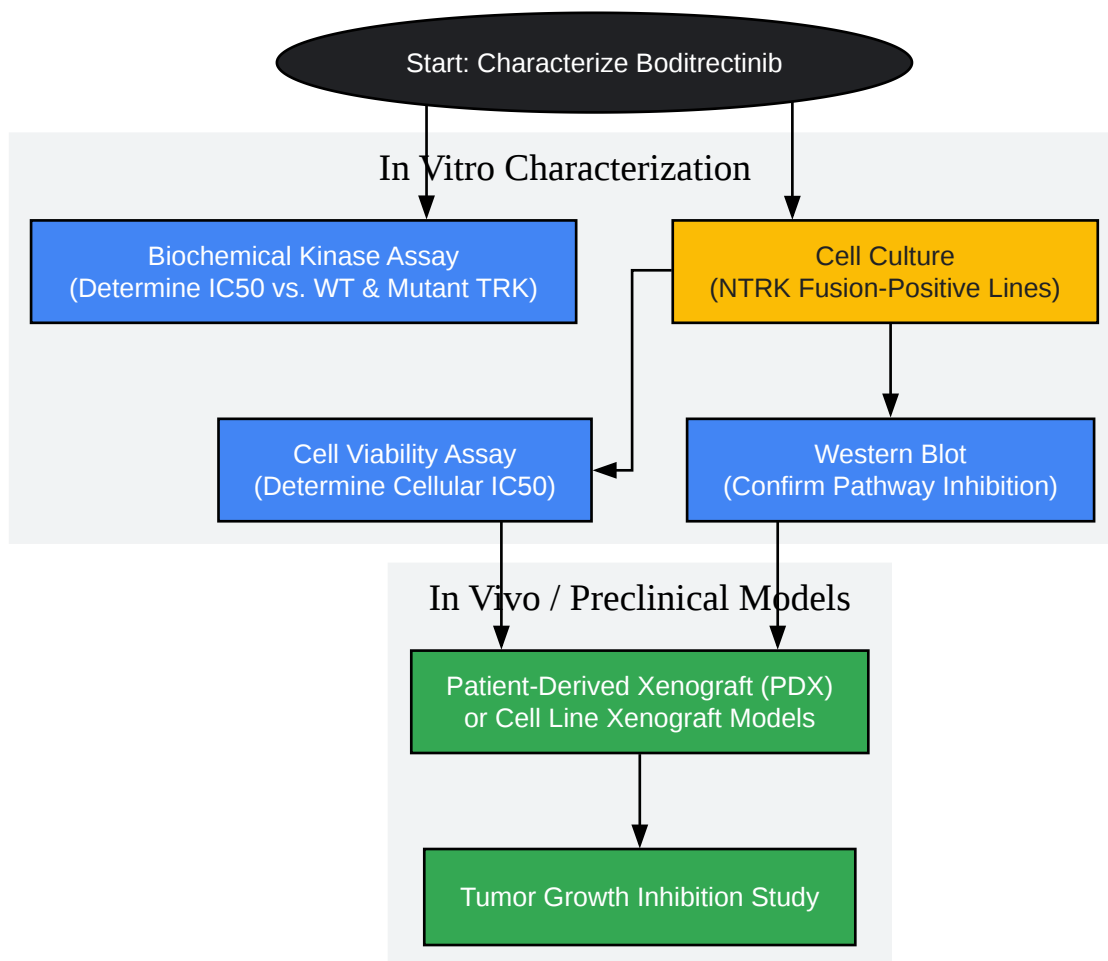 Start: Characterize Boditrectinib
In Vitro Characterization
Biochemical Kinase Assay
(Determine IC50 vs. WT & Mutant TRK)
Cell Culture
(NTRK Fusion-Positive Lines)
Cell Viability Assay
(Determine Cellular IC50)
Western Blot
(Confirm Pathway Inhibition)
In Vivo / Preclinical Models
Patient-Derived Xenograft (PDX)
or Cell Line Xenograft Models
Tumor Growth Inhibition Study